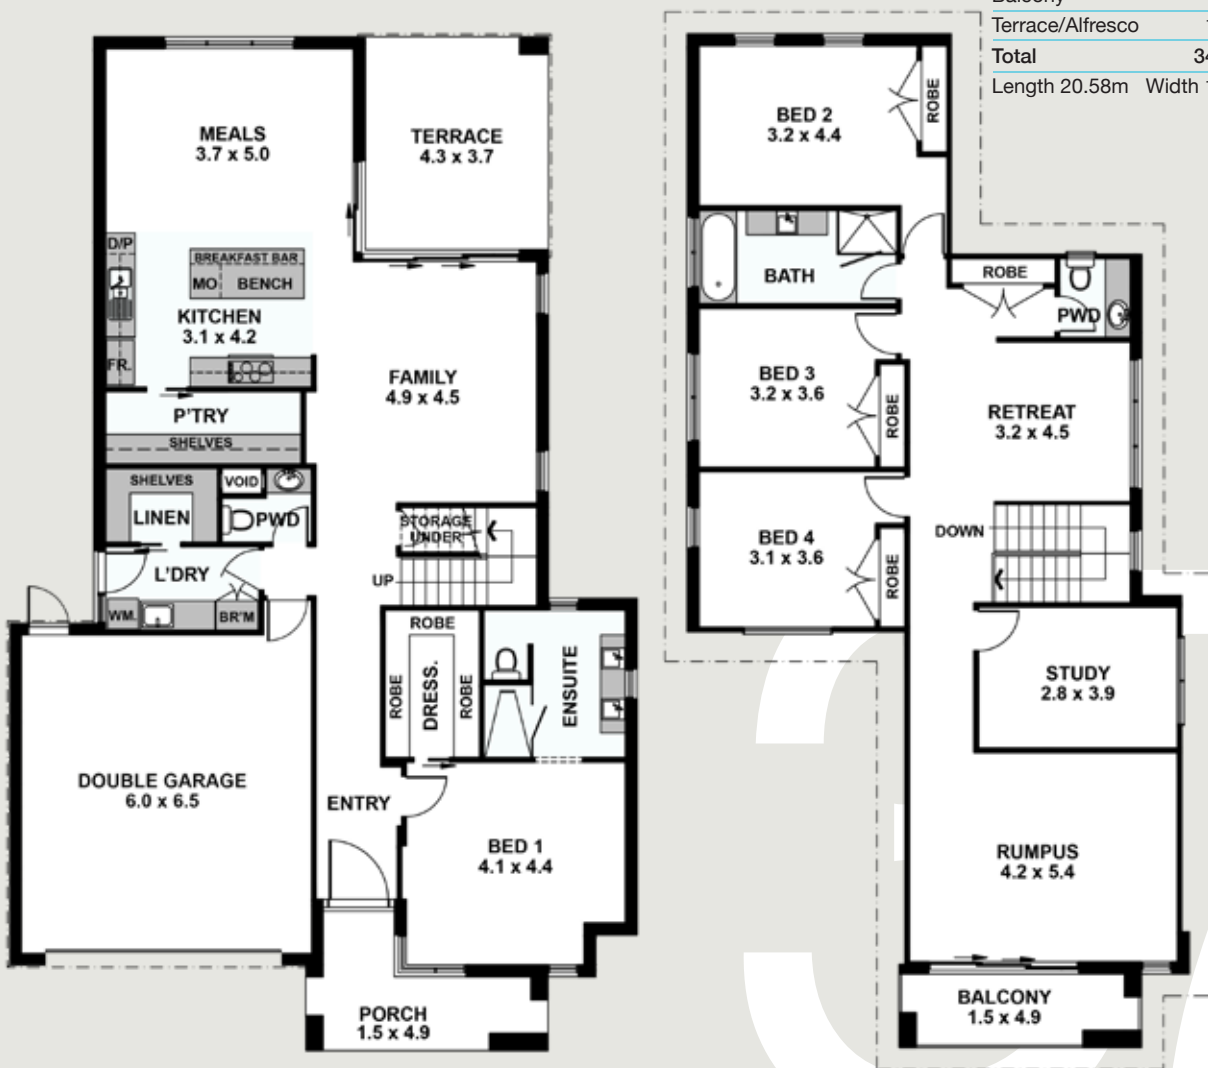 MEALS
3.7 x 5.0
TERRACE
4.3 x 3.7
D/P
BREAKFAST BAR
MO BENCH
KITCHEN
3.1 x 4.2
FR.
FAMILY
4.9 x 4.5
P'TRY
SHELVES
SHELVES
VOID
LINEN
PWD
STORAGE
UNDER
L'DRY
UP
WM.
BR'M
ROBE
ROBE
DRESS.
ROBE
ENSUITE
DOUBLE GARAGE
6.0 x 6.5
ENTRY
BED 1
4.1 x 4.4
PORCH
1.5 x 4.9
Balcony
Terrace/Alfresco
Total
Length 20.58m Width
BED 2
3.2 x 4.4
ROBE
BATH
ROBE
PWD
BED 3
3.2 x 3.6
ROBE
RETREAT
3.2 x 4.5
BED 4
3.1 x 3.6
ROBE
DOWN
STUDY
2.8 x 3.9
RUMPUS
4.2 x 5.4
BALCONY
1.5 x 4.9